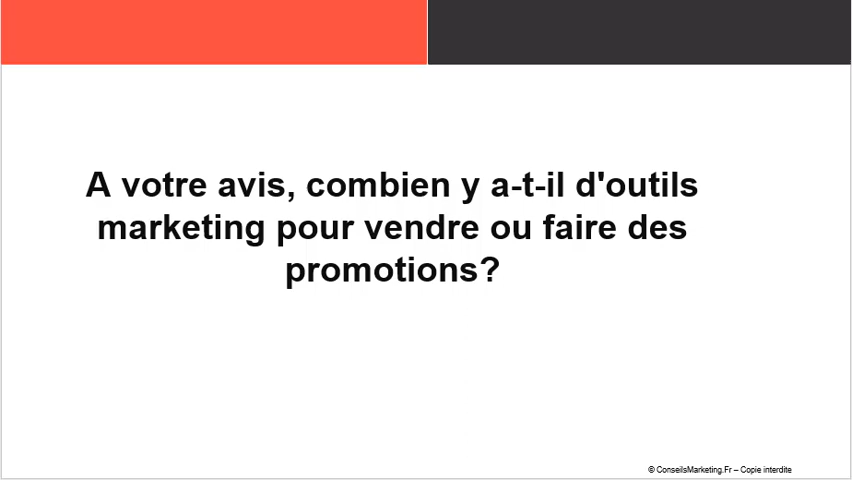 A votre avis, combien y a-t-il d'outils
marketing pour vendre ou faire des
promotions?
© ConseilsMarketing.Fr – Copie interdite